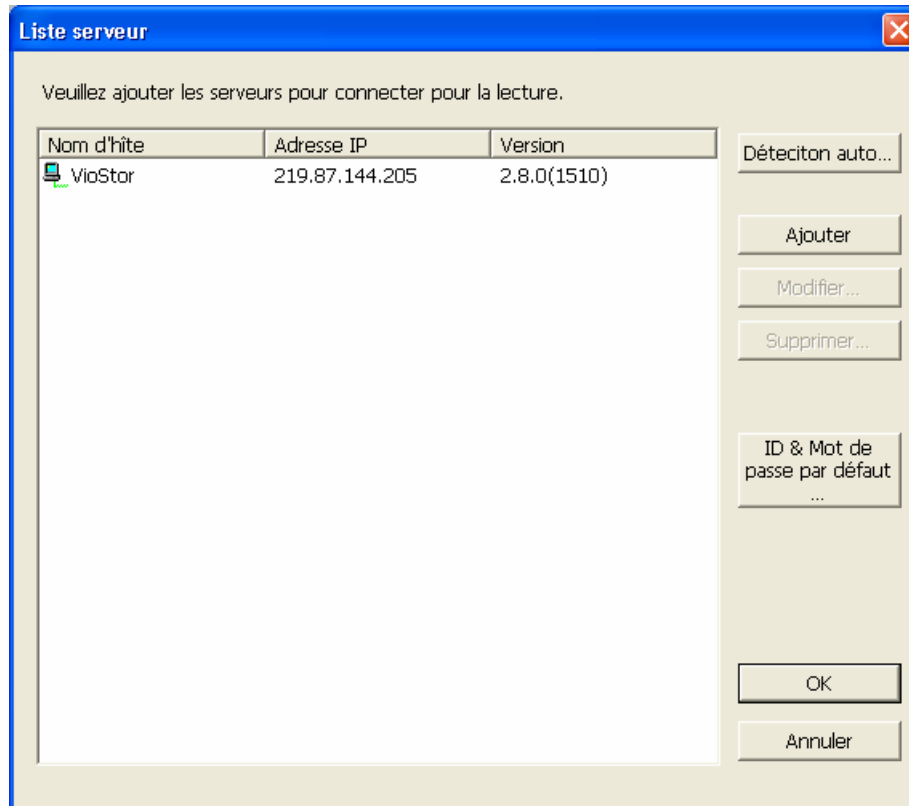 Liste serveur
Veuillez ajouter les serveurs pour connecter pour la lecture.
Nom d'hîte Adresse IP Version
VioStor 219.87.144.205 2.8.0(1510)
Déteciton auto...
Ajouter
Modifier...
Supprimer...
ID & Mot de
passe par défaut
...
OK
Annuler